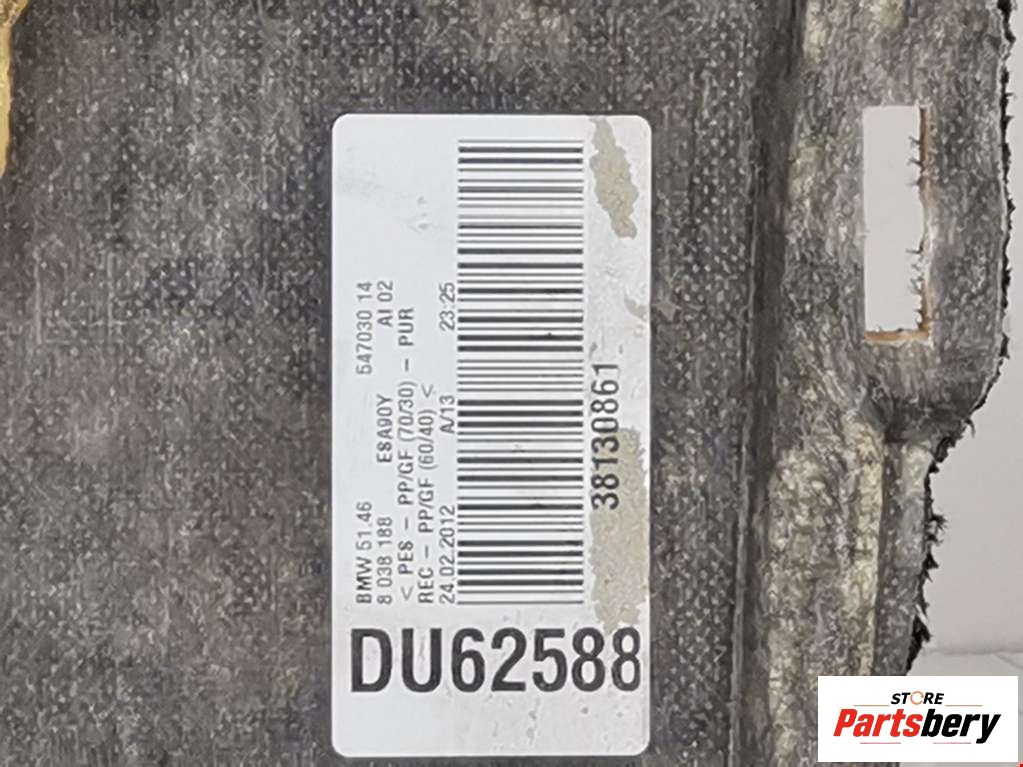 BMW 51.46 E8A90Y 547030 14
8 038 188 AI 02
< PES - PP/GF (70/30) - PUR
REC - PP/GF (60/40) <
24.02.2012 A/13 23:25
38130861
DU62588
STORE
Partsbery